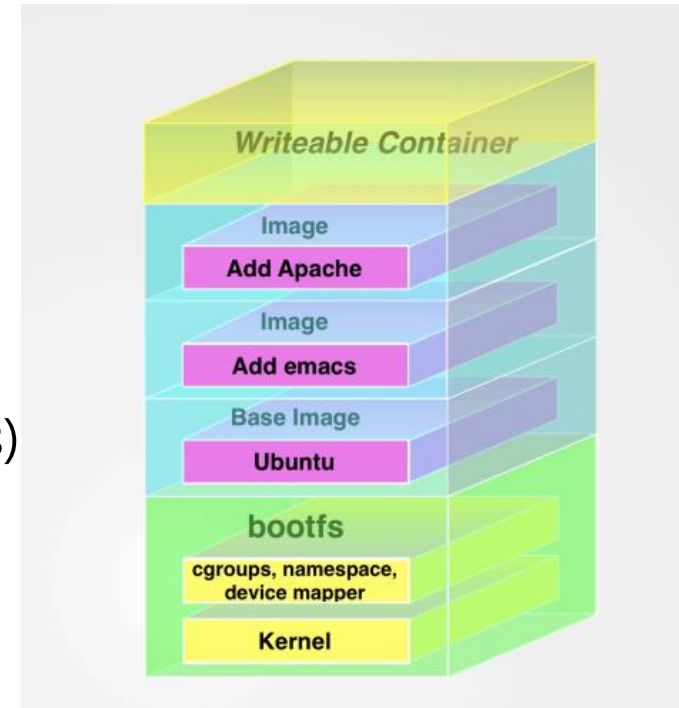 Writeable Container
Image
Add Apache
Image
Add emacs
)
Base Image
Ubuntu
bootfs
cgroups, namespace,
device mapper
Kernel